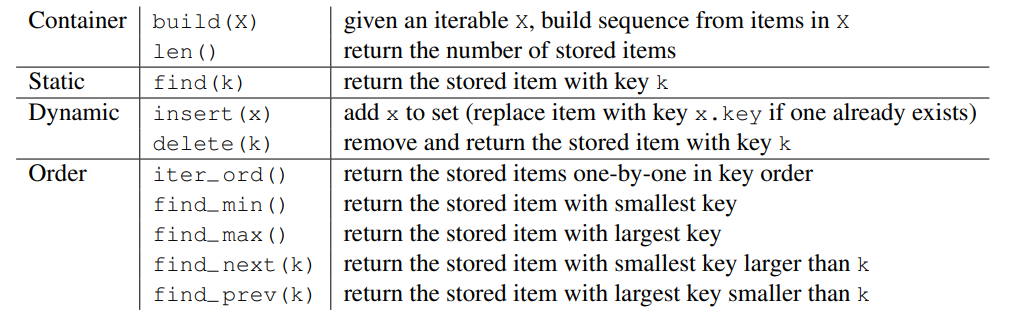 Container build(X) given an iterable X, build sequence from items in X
len() return the number of stored items
Static find(k) return the stored item with key k
Dynamic insert(x) add x to set (replace item with key x.key if one already exists)
delete(k) remove and return the stored item with key k
Order iter_ord() return the stored items one-by-one in key order
find_min() return the stored item with smallest key
find_max() return the stored item with largest key
find_next(k) return the stored item with smallest key larger than k
find_prev(k) return the stored item with largest key smaller than k